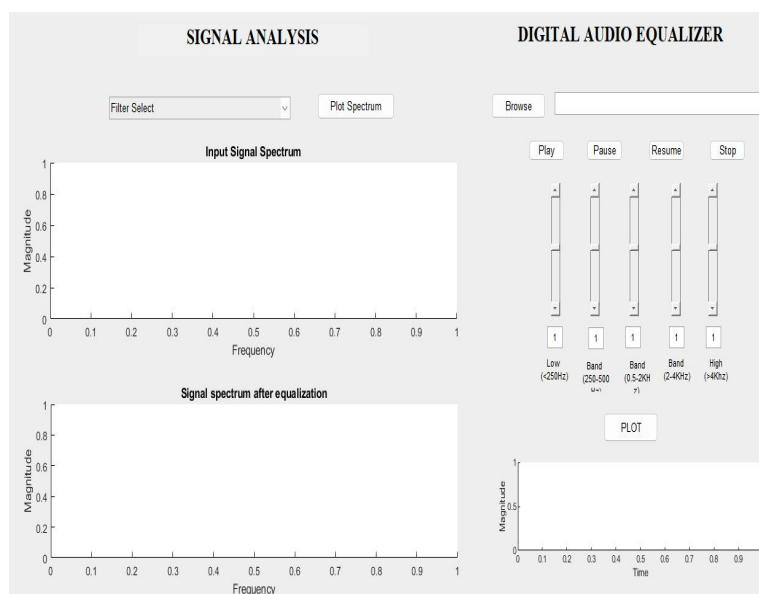 SIGNAL ANALYSIS
DIGITAL AUDIO EQUALIZER
Filter Select
Plot Spectrum
Browse
Play Pause Resume Stop
Input Signal Spectrum
1
0.8
0.6
0.4
0.2
0
Magnitude
0 0.1 0.2 0.3 0.4 0.5 0.6 0.7 0.8 0.9 1
Frequency
1 1 1 1 1
Low
(<250Hz)
Band
(250-500
Hz)
Band
(0.5-2KH
z)
Band
(2-4KHz)
High
(>4Khz)
Signal spectrum after equalization
1
0.8
0.6
0.4
0.2
0
Magnitude
0 0.1 0.2 0.3 0.4 0.5 0.6 0.7 0.8 0.9 1
Frequency
PLOT
1
0.5
0
Magnitude
0 0.1 0.2 0.3 0.4 0.5 0.6 0.7 0.8 0.9
Time